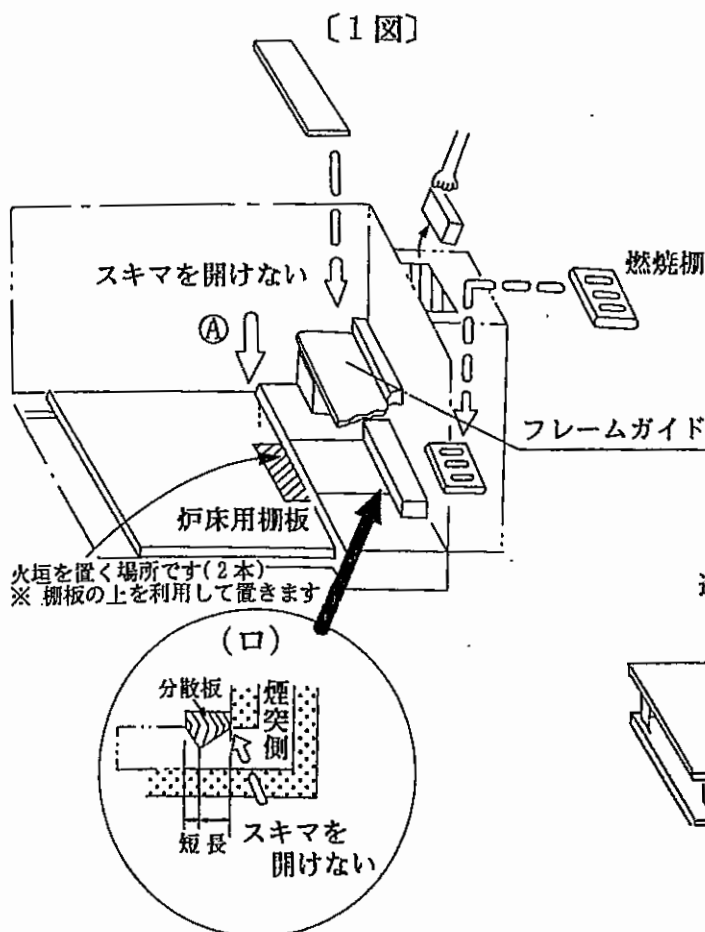 〔1図〕
スキマを開けない
Ⓐ
燃焼棚
フレームガイド
炉床用棚板
火垣を置く場所です(2本)
※ 棚板の上を利用して置きます
(ロ)
分散板
煙突側
短 長
スキマを
開けない